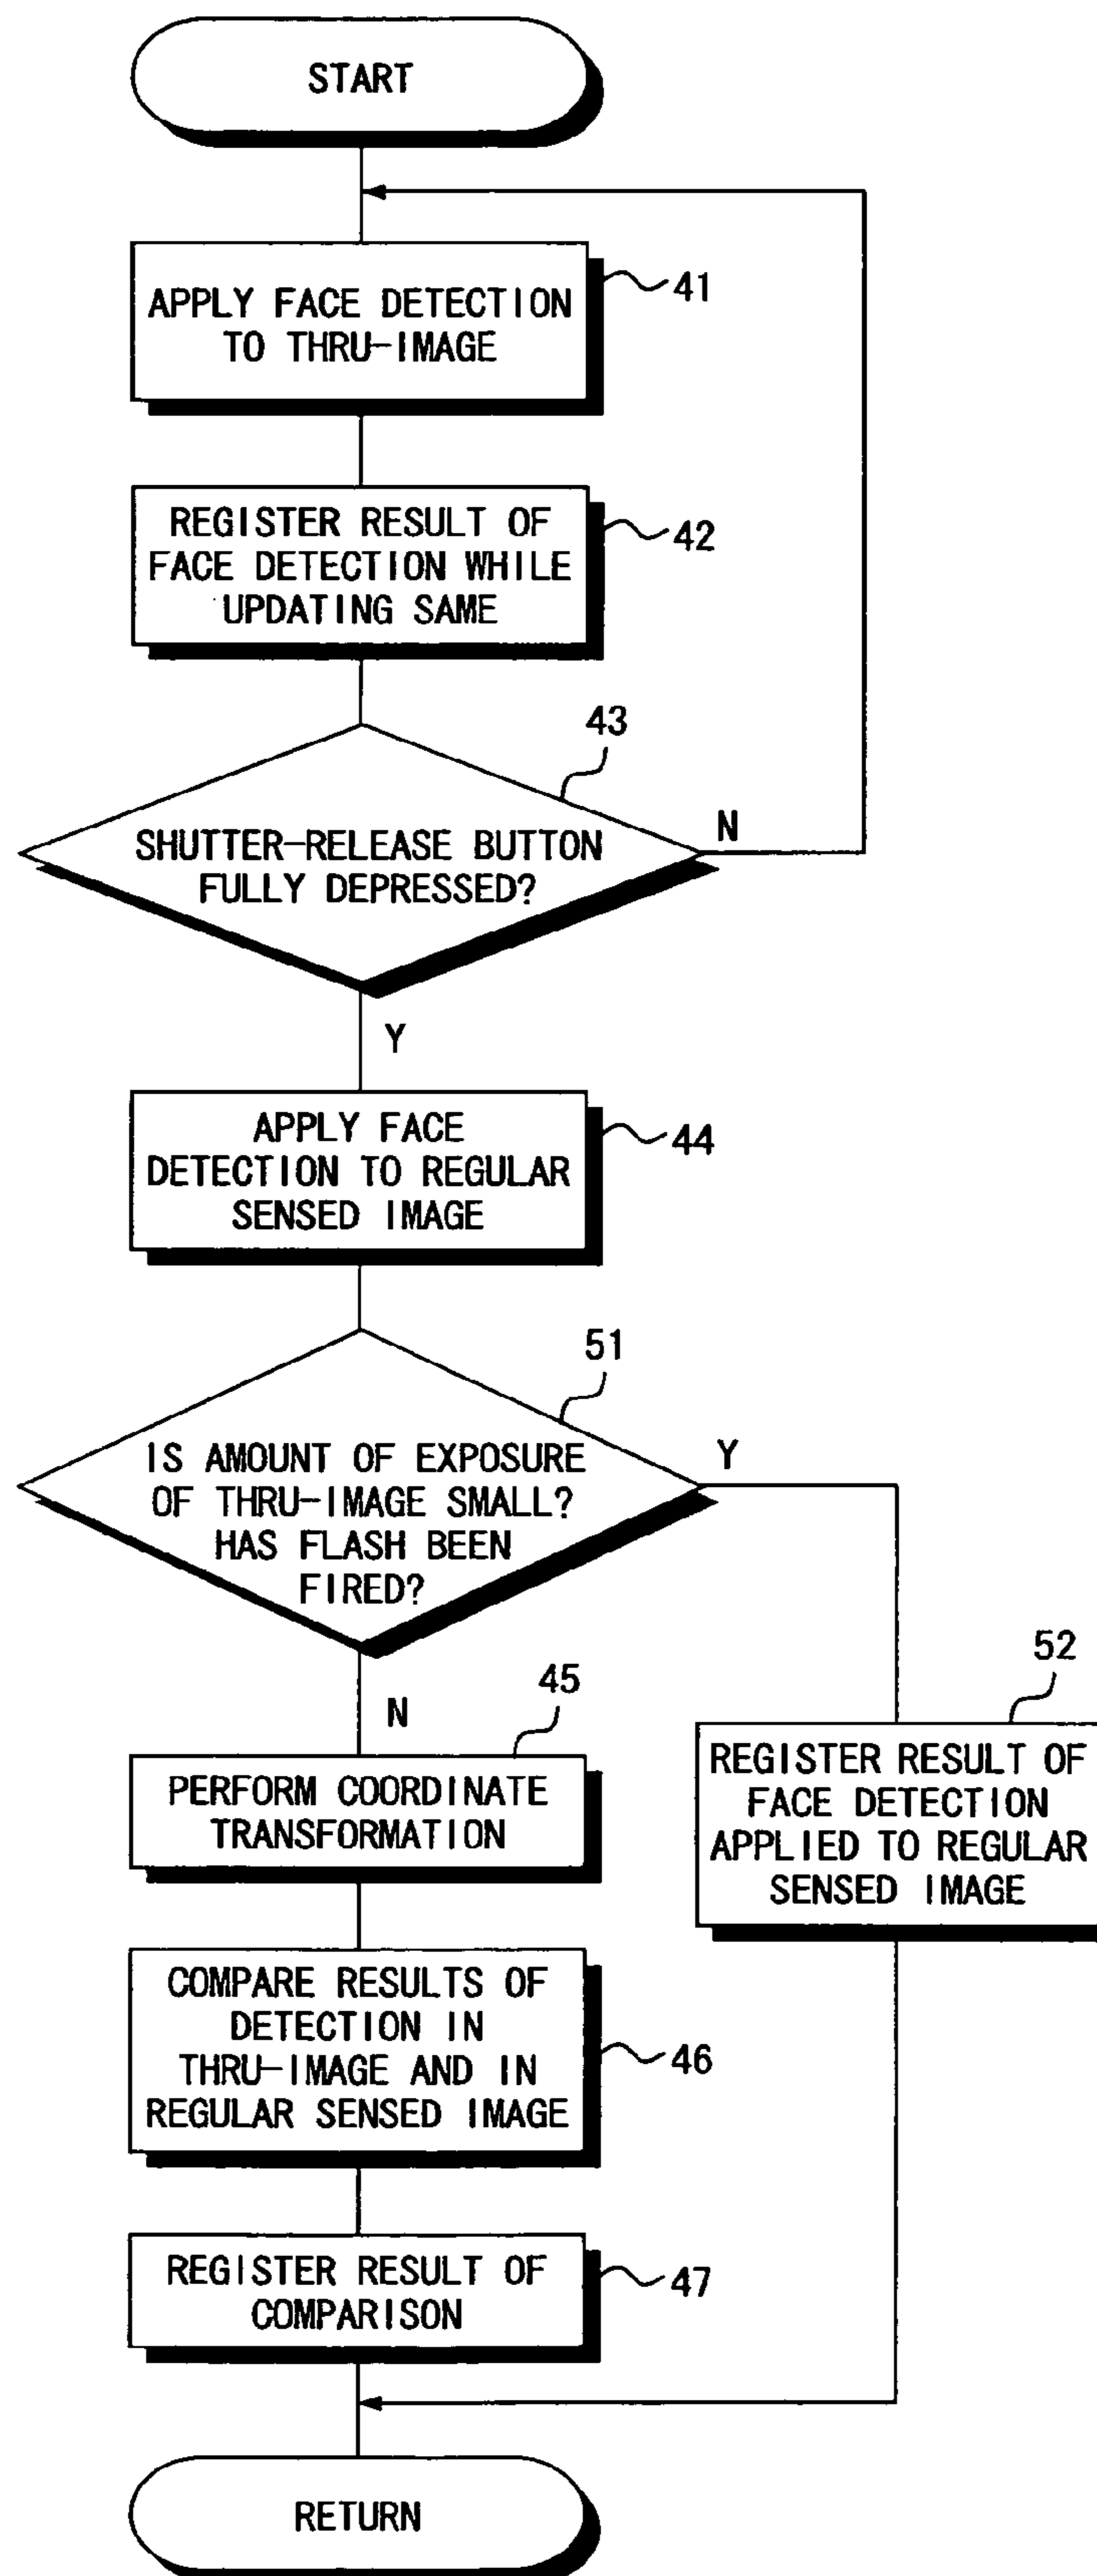 START
APPLY FACE DETECTION
TO THRU-IMAGE
41
REGISTER RESULT OF
FACE DETECTION WHILE
UPDATING SAME
42
43
SHUTTER-RELEASE BUTTON
FULLY DEPRESSED?
N
Y
APPLY FACE
DETECTION TO REGULAR
SENSED IMAGE
44
51
IS AMOUNT OF EXPOSURE
OF THRU-IMAGE SMALL?
HAS FLASH BEEN
FIRED?
Y
N
45
PERFORM COORDINATE
TRANSFORMATION
52
REGISTER RESULT OF
FACE DETECTION
APPLIED TO REGULAR
SENSED IMAGE
COMPARE RESULTS OF
DETECTION IN
THRU-IMAGE AND IN
REGULAR SENSED IMAGE
46
REGISTER RESULT OF
COMPARISON
47
RETURN